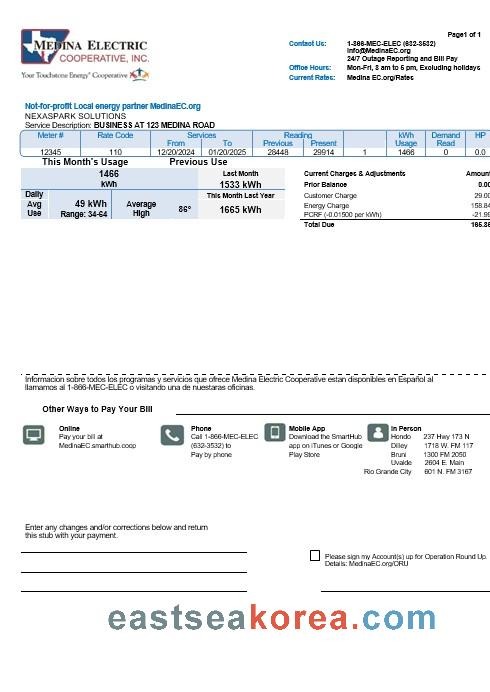 Page1 of 1
MEDINA ELECTRIC
COOPERATIVE, INC.
Your Touchstone Energy® Cooperative
Contact Us: 1-866-MEC-ELEC (632-3532)
info@MedinaEC.org
24/7 Outage Reporting and Bill Pay
Office Hours: Mon-Fri, 8 am to 5 pm, Excluding holidays
Current Rates: Medina EC.org/Rates
Not-for-profit Local energy partner MedinaEC.org
NEXASPARK SOLUTIONS
Service Description: BUSINESS AT 123 MEDINA ROAD
Meter # Rate Code Services Reading kWh Demand HP
From To Previous Present Usage Read
12345 110 12/20/2024 01/20/2025 28448 29914 1 1466 0 0.0
This Month's Usage Previous Use
1466 kWh
Last Month
1533 kWh
Daily Avg Use
49 kWh
Range: 34-64
Average High
86°
This Month Last Year
1665 kWh
Current Charges & Adjustments Amoun
Prior Balance 0.00
Customer Charge 29.00
Energy Charge 158.84
PCRF (-0.01500 per kWh) -21.99
Total Due 165.85
Informacion sobre todos los programas y servicios que ofrece Medina Electric Cooperative estan disponibles en Español al
llamamos al 1-866-MEC-ELEC o visitando una de nuestaras oficinas.
Other Ways to Pay Your Bill
Online
Pay your bill at
MedinaEC.smarthub.coop
Phone
Call 1-866-MEC-ELEC
(632-3532) to
Pay by phone
Mobile App
Download the SmartHub
app on iTunes or Google
Play Store
In Person
Hondo 237 Hwy 173 N
Dilley 1718 W. FM 117
Bruni 1300 FM 2050
Uvalde 2604 E. Main
Rio Grande City 601 N. FM 3167
Enter any changes and/or corrections below and return
this stub with your payment.
Please sign my Account(s) up for Operation Round Up.
Details: MedinaEC.org/ORU
eastseakorea.com